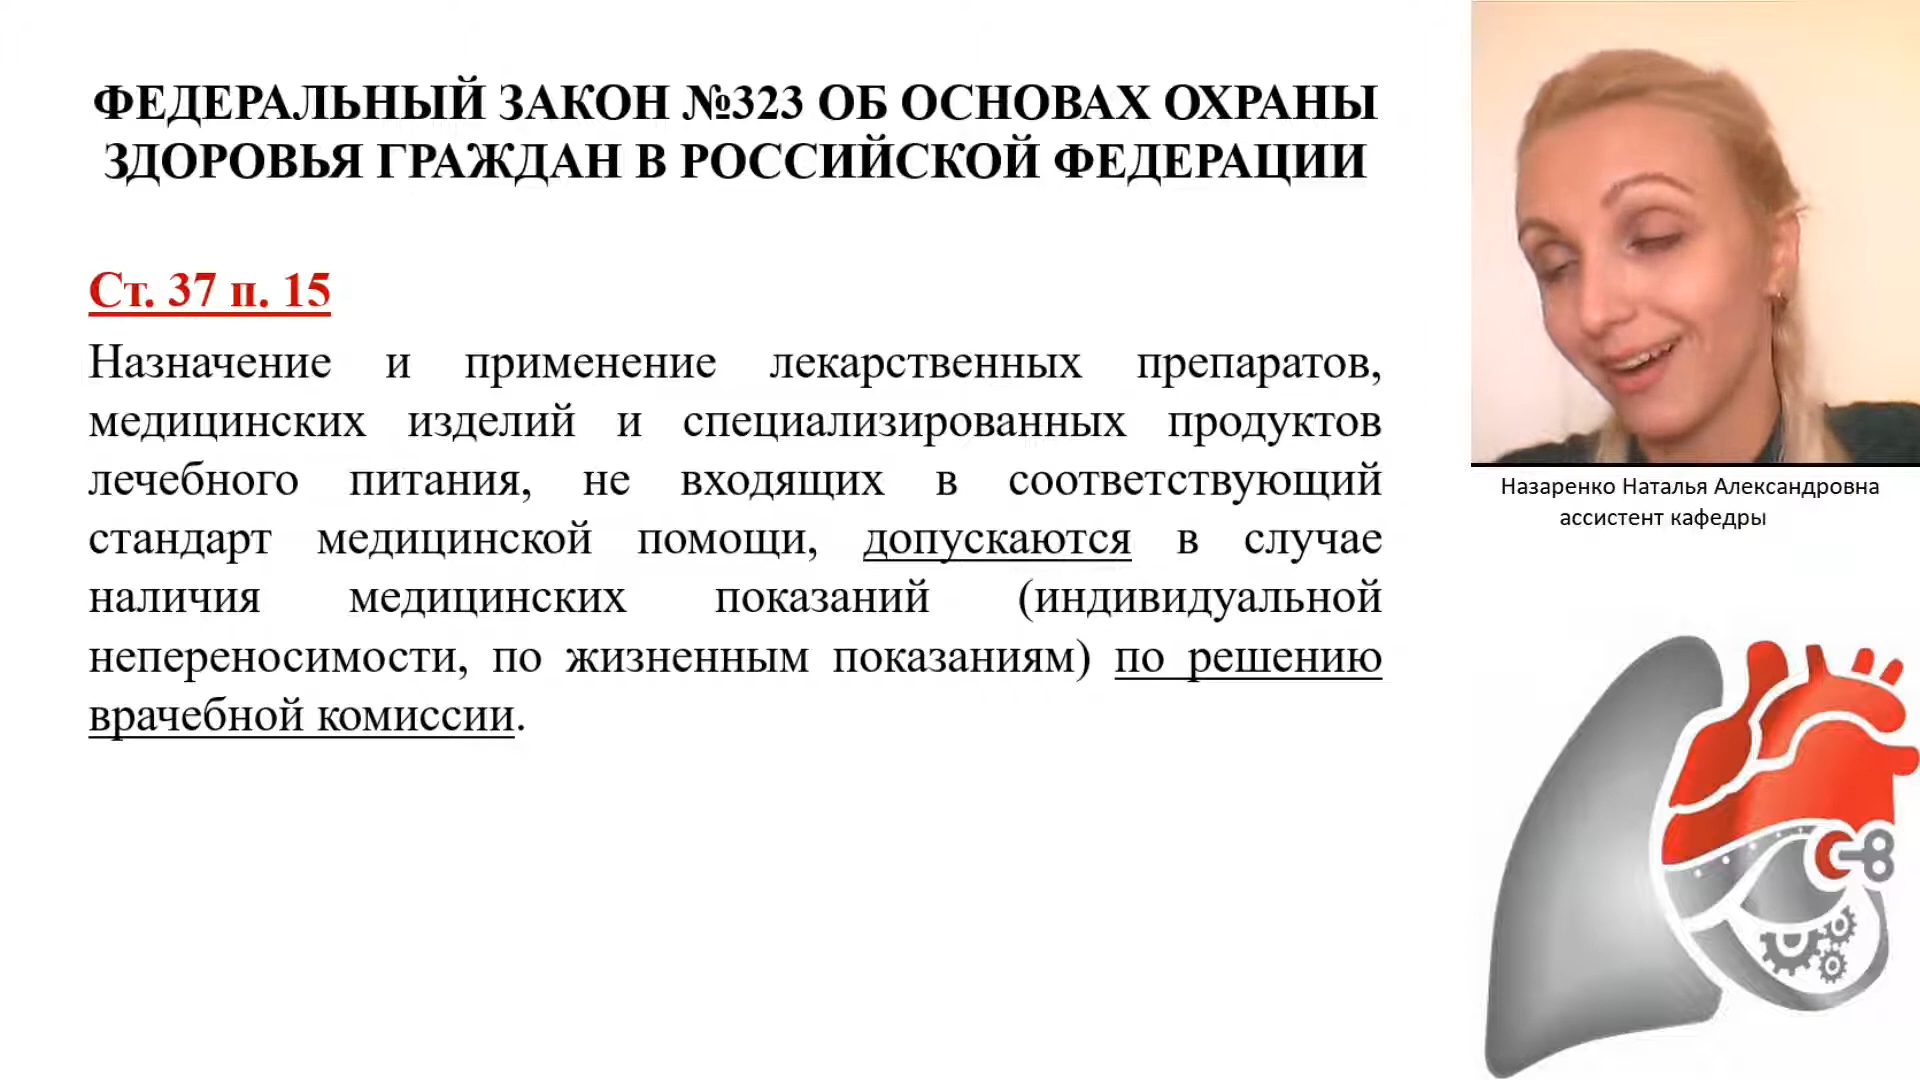 ФЕДЕРАЛЬНЫЙ ЗАКОН №323 ОБ ОСНОВАХ ОХРАНЫ
ЗДОРОВЬЯ ГРАЖДАН В РОССИЙСКОЙ ФЕДЕРАЦИИ
Ст. 37 п. 15
Назначение и применение лекарственных препаратов,
медицинских изделий и специализированных продуктов
лечебного питания, не входящих в соответствующий
стандарт медицинской помощи, допускаются в случае
наличия медицинских показаний (индивидуальной
непереносимости, по жизненным показаниям) по решению
врачебной комиссии.
Назаренко Наталья Александровна
ассистент кафедры